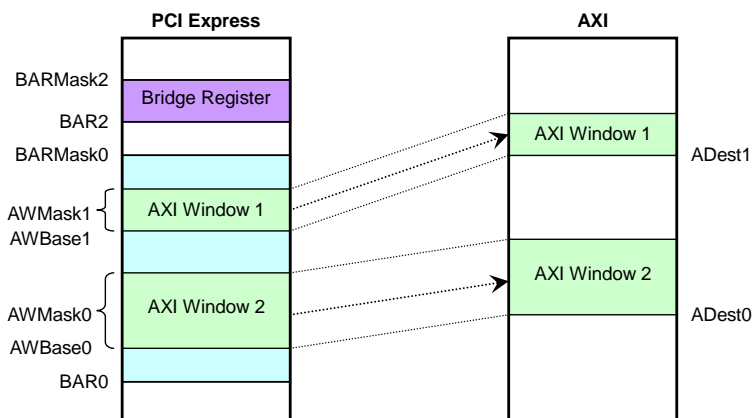 PCI Express
AXI
BARMask2
Bridge Register
BAR2
BARMask0
AXI Window 1
AXI Window 1
ADest1
AWMask1
AWBase1
AXI Window 2
AXI Window 2
AWMask0
ADest0
AWBase0
BAR0